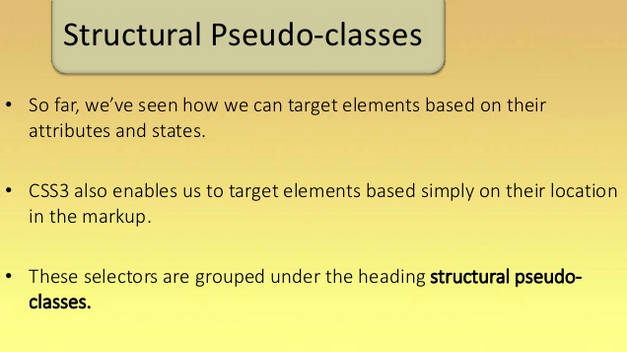 Structural Pseudo-classes
• So far, we’ve seen how we can target elements based on their
attributes and states.
• CSS3 also enables us to target elements based simply on their location
in the markup.
• These selectors are grouped under the heading structural pseudo-
classes.